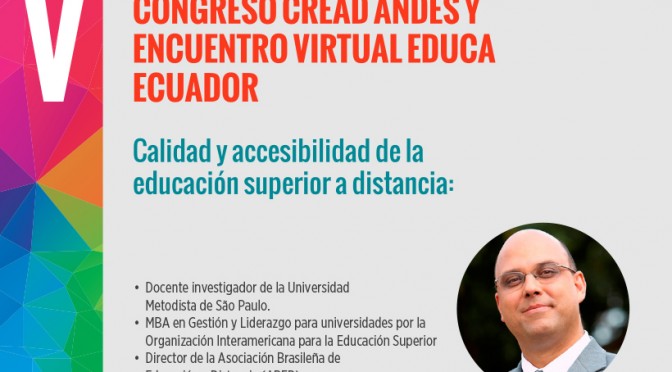 V
CONGRESO CREAD ANDES Y
ENCUENTRO VIRTUAL EDUCA
ECUADOR
Calidad y accesibilidad de la
educación superior a distancia:
• Docente investigador de la Universidad
Metodista de São Paulo.
• MBA en Gestión y Liderazgo para universidades por la
Organización Interamericana para la Educación Superior
• Director de la Asociación Brasileña de